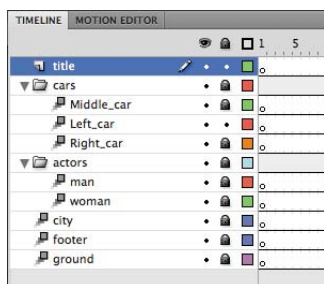 TIMELINE MOTION EDITOR
1 5
title
cars
Middle_car
Left_car
Right_car
actors
man
woman
city
footer
ground